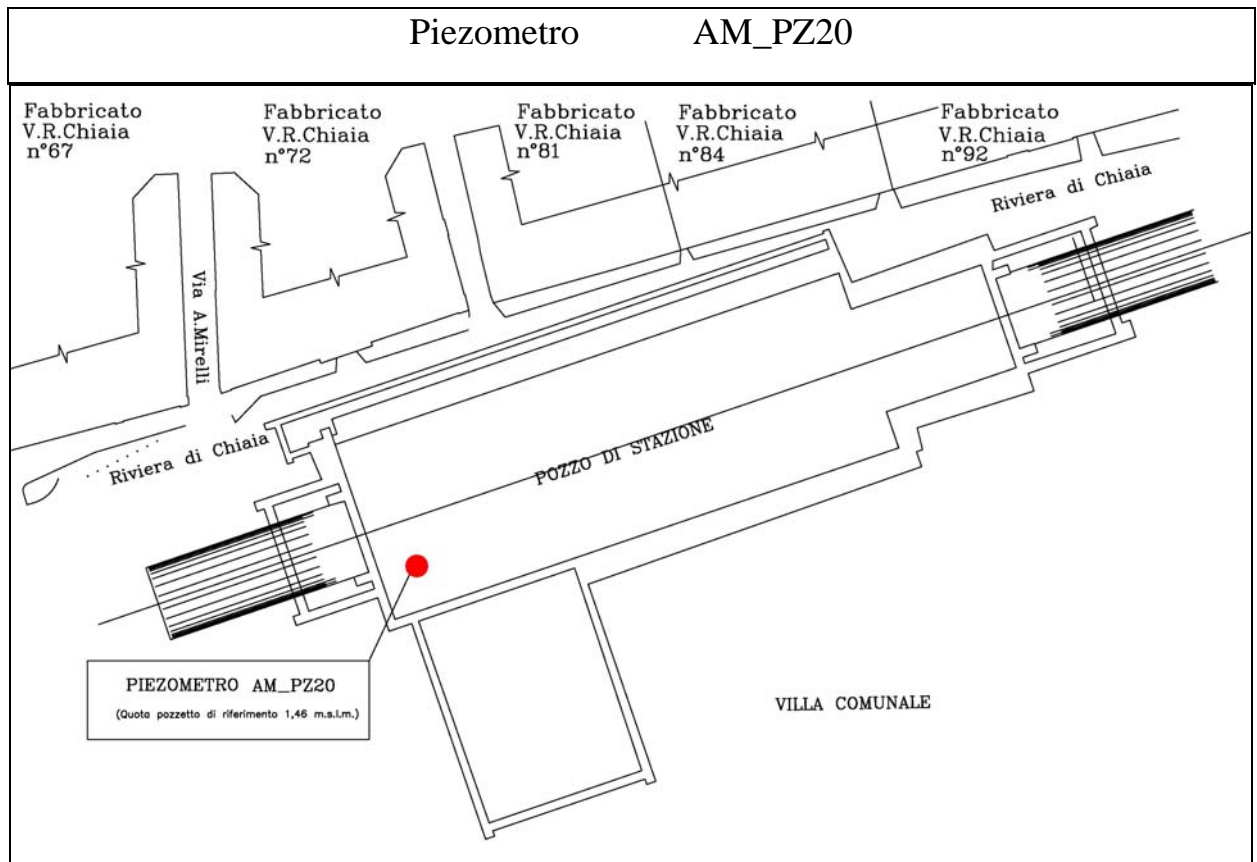 Piezometro AM_PZ20
Fabbricato
V.R.Chiaia
n°67
Fabbricato
V.R.Chiaia
n°72
Fabbricato
V.R.Chiaia
n°81
Fabbricato
V.R.Chiaia
n°84
Fabbricato
V.R.Chiaia
n°92
Riviera di Chiaia
Via A.Mirelli
Riviera di Chiaia
POZZO DI STAZIONE
PIEZOMETRO AM_PZ20
(Quota pozzetto di riferimento 1,46 m.s.l.m.)
VILLA COMUNALE